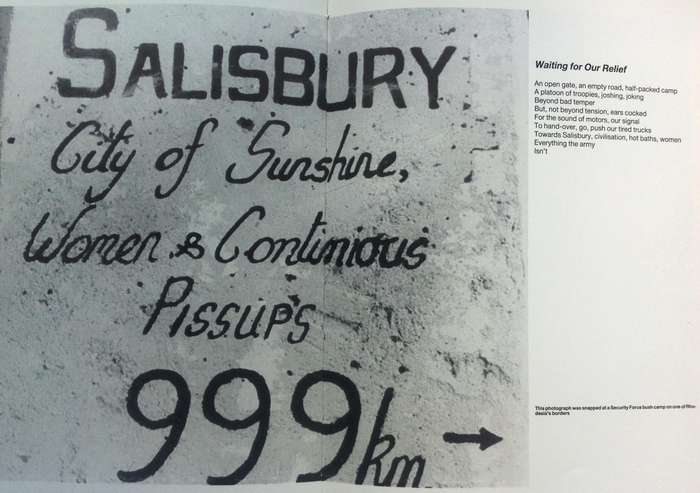 SALISBURY
City of Sunshine,
Women & Continious
PISSUPS
999km →
Waiting for Our Relief
An open gate, an empty road, half-packed camp
A platoon of troopies, joshing, joking
Beyond bad temper
But, not beyond tension, ears cocked
For the sound of motors, our signal
To hand-over, go, push our tired trucks
Towards Salisbury, civilisation, hot baths, women
Everything the army
Isn't
This photograph was snapped at a Security Force bush camp on one of Rho-
desia's borders